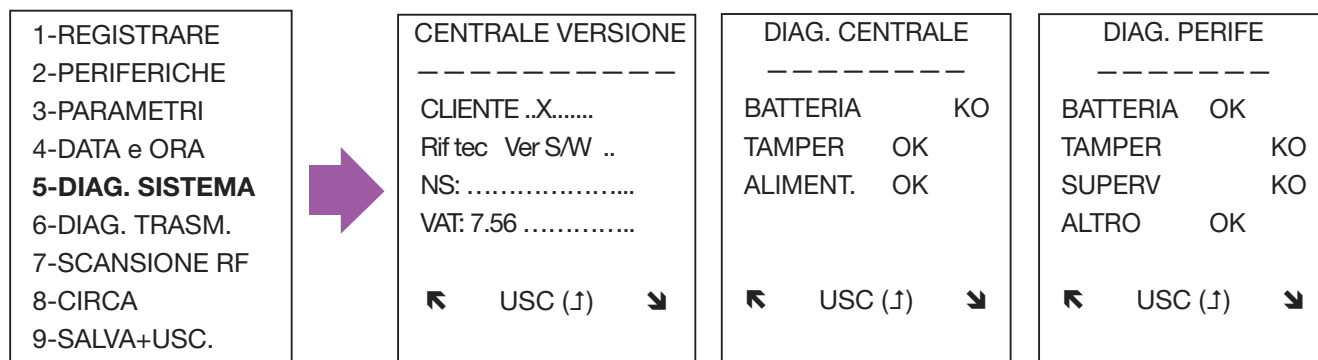 1-REGISTRARE
2-PERIFERICHE
3-PARAMETRI
4-DATA e ORA
5-DIAG. SISTEMA
6-DIAG. TRASM.
7-SCANSIONE RF
8-CIRCA
9-SALVA+USC.
CENTRALE VERSIONE
– – – – – – – – – –
CLIENTE ..X.......
Rif tec Ver S/W ..
NS: …………………...
VAT: 7.56 …………...
↖ USC (⮥) ↘
DIAG. CENTRALE
– – – – – – – –
BATTERIA KO
TAMPER OK
ALIMENT. OK
↖ USC (⮥) ↘
DIAG. PERIFE
– – – – – – –
BATTERIA OK
TAMPER KO
SUPERV KO
ALTRO OK
↖ USC (⮥) ↘